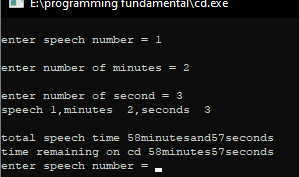 E:\programming fundamental\cd.exe
enter speech number = 1
enter number of minutes = 2
enter number of second = 3
speech 1,minutes  2,seconds  3
total speech time 58minutesand57seconds
time remaining on cd 58minutes57seconds
enter speech number =